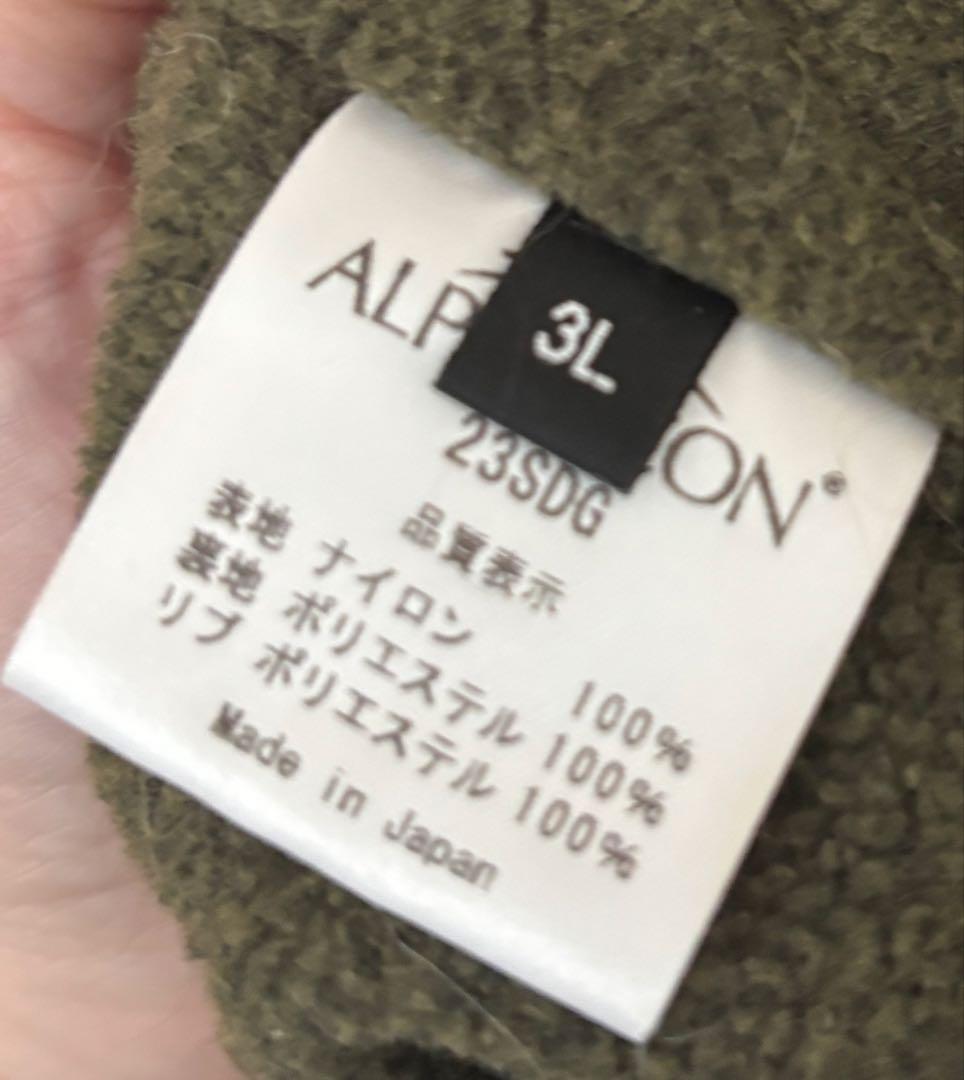 3L
23SDG
品質表示
表地 ナイロン 100%
裏地 ポリエステル 100%
リブ ポリエステル 100%
Made in Japan